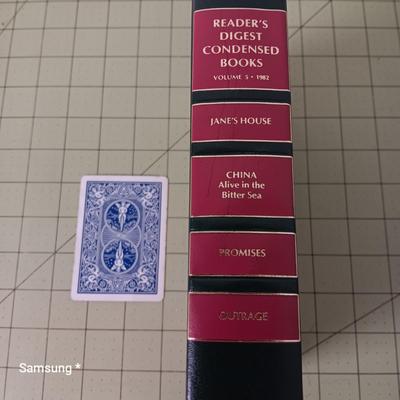 READER'S
DIGEST
CONDENSED
BOOKS
VOLUME 5 • 1982
JANE'S HOUSE
CHINA
Alive in the
Bitter Sea
PROMISES
OUTRAGE
Samsung *